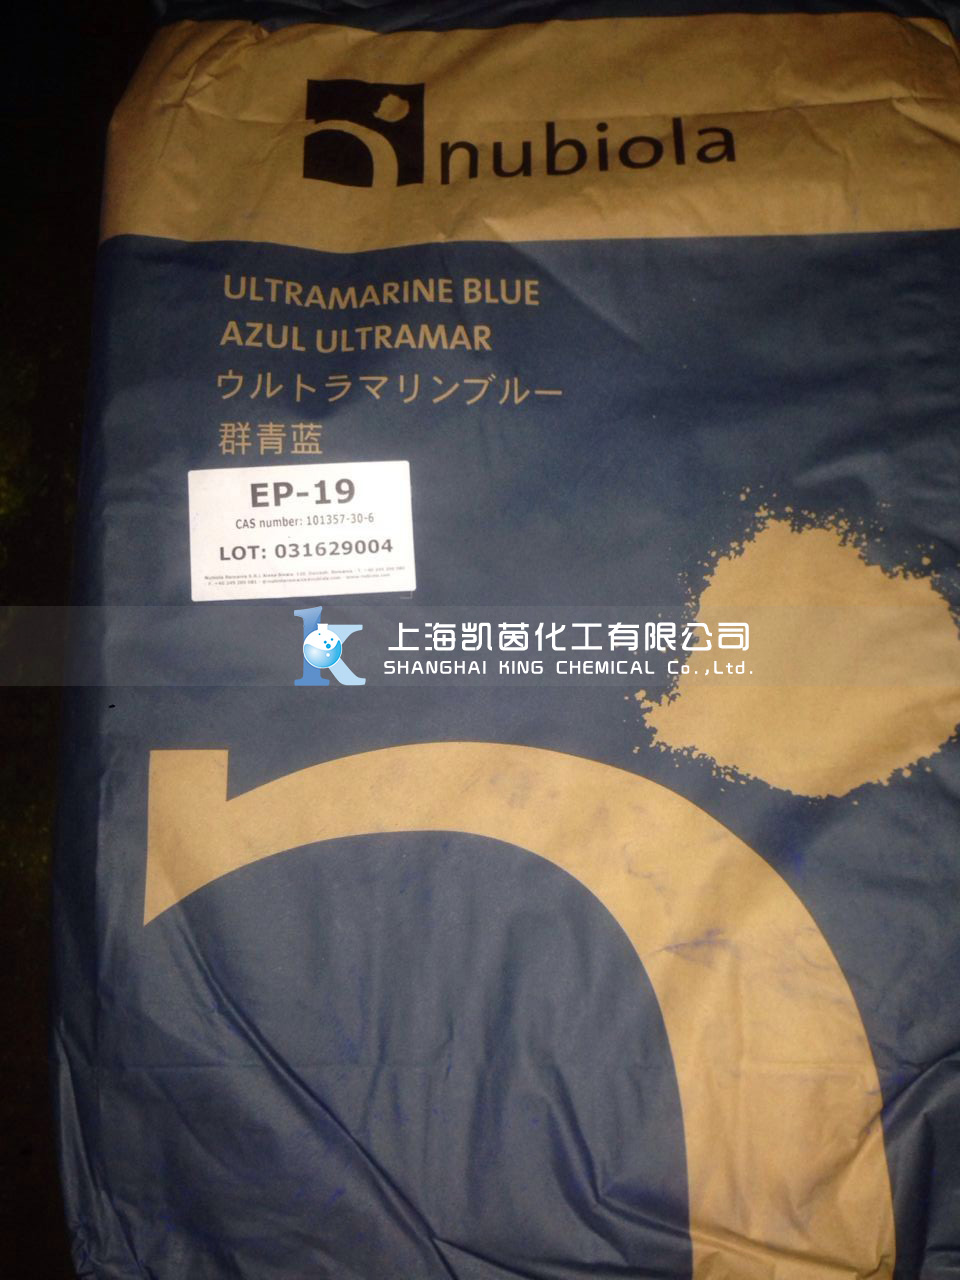 nubiola
ULTRAMARINE BLUE
AZUL ULTRAMAR
ウルトラマリンブルー
群青蓝
EP-19
CAS number: 101357-30-6
LOT: 031629004
上海凯茵化工有限公司
SHANGHAI KING CHEMICAL Co.,Ltd.